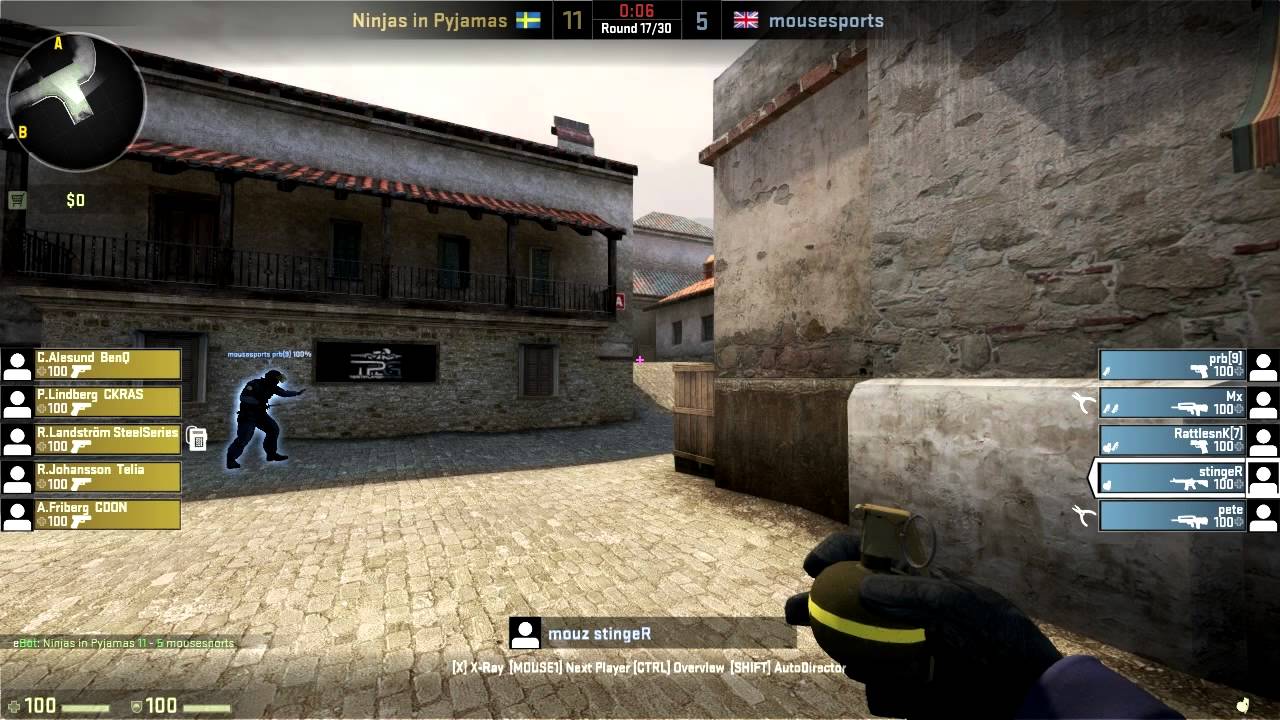 Ninjas in Pyjamas 11 0:06 5 mousesports
Round 17/30
A
B
$0
mousesports prb[9] 100%
A
C.Alesund BenQ
100
P.Lindberg CKRAS
100
R.Landström SteelSeries
100
R.Johansson Telia
100
A.Friberg COON
100
prb[9]
100
Mx
100
RattlesnK[7]
100
stingeR
100
pete
100
mouz stingeR
eBot: Ninjas in Pyjamas 11 - 5 mousesports
[X] X-Ray [MOUSE1] Next Player [CTRL] Overview [SHIFT] AutoDirector
100 100